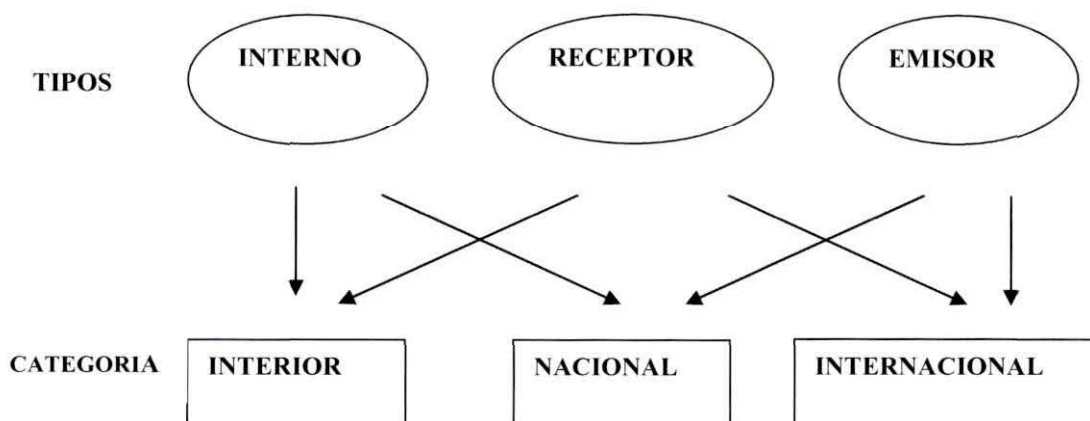 TIPOS INTERNO RECEPTOR EMISOR
CATEGORIA INTERIOR NACIONAL INTERNACIONAL